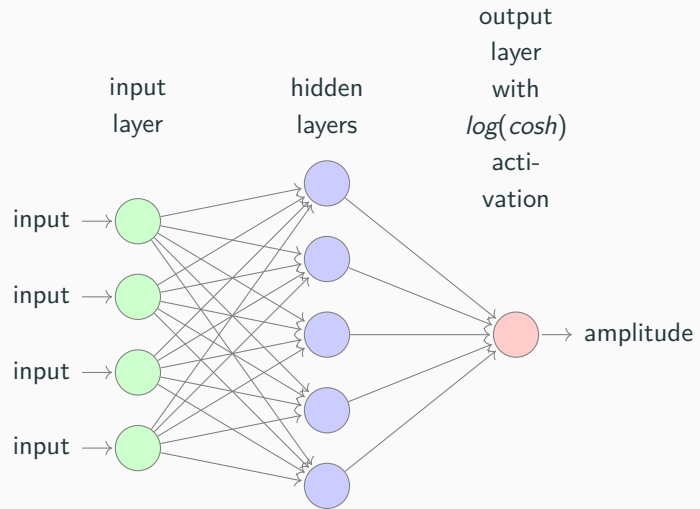 input
layer
hidden
layers
output
layer
with
log(cosh)
acti-
vation
input
input
input
input
amplitude